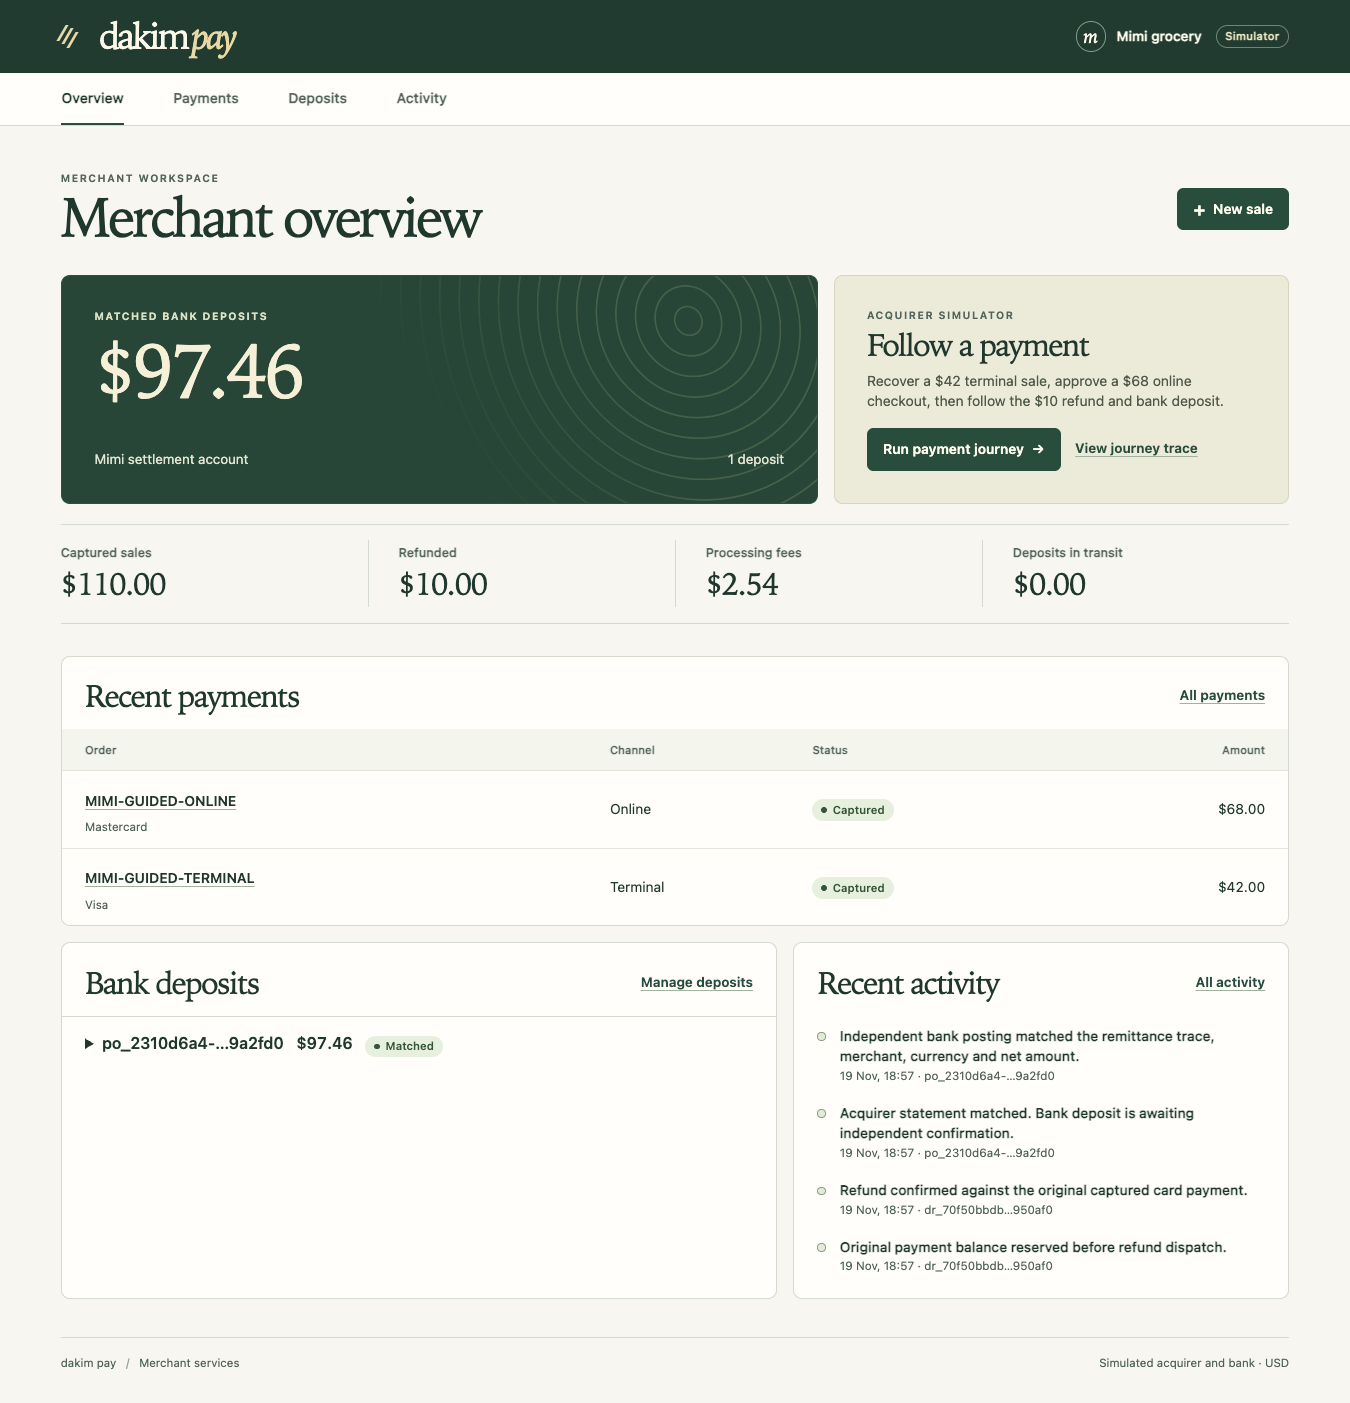 dakim pay
m Mimi grocery Simulator
Overview Payments Deposits Activity
MERCHANT WORKSPACE
Merchant overview
+ New sale
MATCHED BANK DEPOSITS
$97.46
Mimi settlement account
1 deposit
ACQUIRER SIMULATOR
Follow a payment
Recover a $42 terminal sale, approve a $68 online
checkout, then follow the $10 refund and bank deposit.
Run payment journey → View journey trace
Captured sales
$110.00
Refunded
$10.00
Processing fees
$2.54
Deposits in transit
$0.00
Recent payments
All payments
Order Channel Status Amount
MIMI-GUIDED-ONLINE
Mastercard
Online
Captured
$68.00
MIMI-GUIDED-TERMINAL
Visa
Terminal
Captured
$42.00
Bank deposits
Manage deposits
po_2310d6a4-…9a2fd0 $97.46 Matched
Recent activity
All activity
Independent bank posting matched the remittance trace,
merchant, currency and net amount.
19 Nov, 18:57 · po_2310d6a4-…9a2fd0
Acquirer statement matched. Bank deposit is awaiting
independent confirmation.
19 Nov, 18:57 · po_2310d6a4-…9a2fd0
Refund confirmed against the original captured card payment.
19 Nov, 18:57 · dr_70f50bbdb…950af0
Original payment balance reserved before refund dispatch.
19 Nov, 18:57 · dr_70f50bbdb…950af0
dakim pay / Merchant services
Simulated acquirer and bank · USD